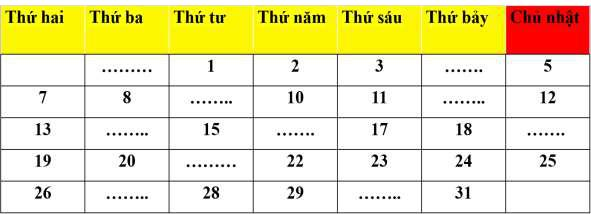 Thứ hai Thứ ba Thứ tư Thứ năm Thứ sáu Thứ bảy Chủ nhật
……… 1 2 3 ……. 5
7 8 …….. 10 11 …….. 12
13 …….. 15 ……. 17 18 …….
19 20 ……… 22 23 24 25
26 …….. 28 29 …….. 31